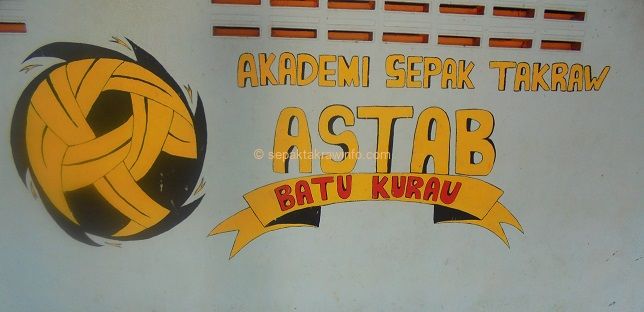 AKADEMI SEPAK TAKRAW
ASTAB
© sepaktakrawinfo.com
BATU KURAU